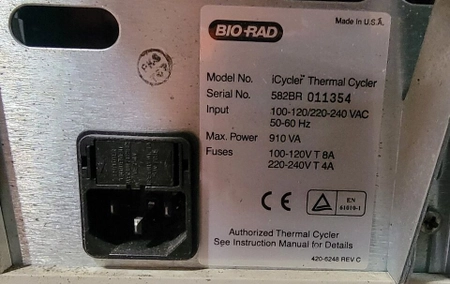 Made in U.S.A.
BIO-RAD
Model No. iCycler™ Thermal Cycler
Serial No. 582BR 011354
Input 100-120/220-240 VAC
50-60 Hz
Max. Power 910 VA
Fuses 100-120V T 8A
220-240V T 4A
CE
EN
61010-1
Authorized Thermal Cycler
See Instruction Manual for Details
420-6248 REV C